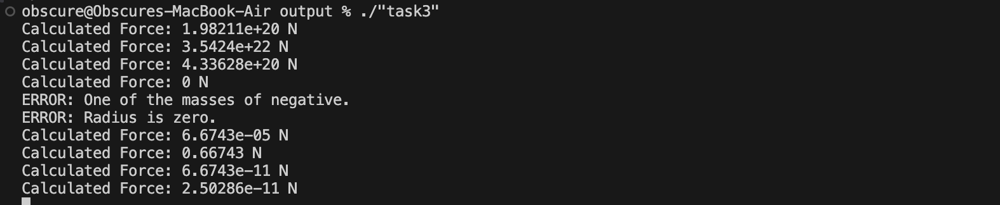 obscure@Obscures-MacBook-Air output % ./"task3"
Calculated Force: 1.98211e+20 N
Calculated Force: 3.5424e+22 N
Calculated Force: 4.33628e+20 N
Calculated Force: 0 N
ERROR: One of the masses of negative.
ERROR: Radius is zero.
Calculated Force: 6.6743e-05 N
Calculated Force: 0.66743 N
Calculated Force: 6.6743e-11 N
Calculated Force: 2.50286e-11 N